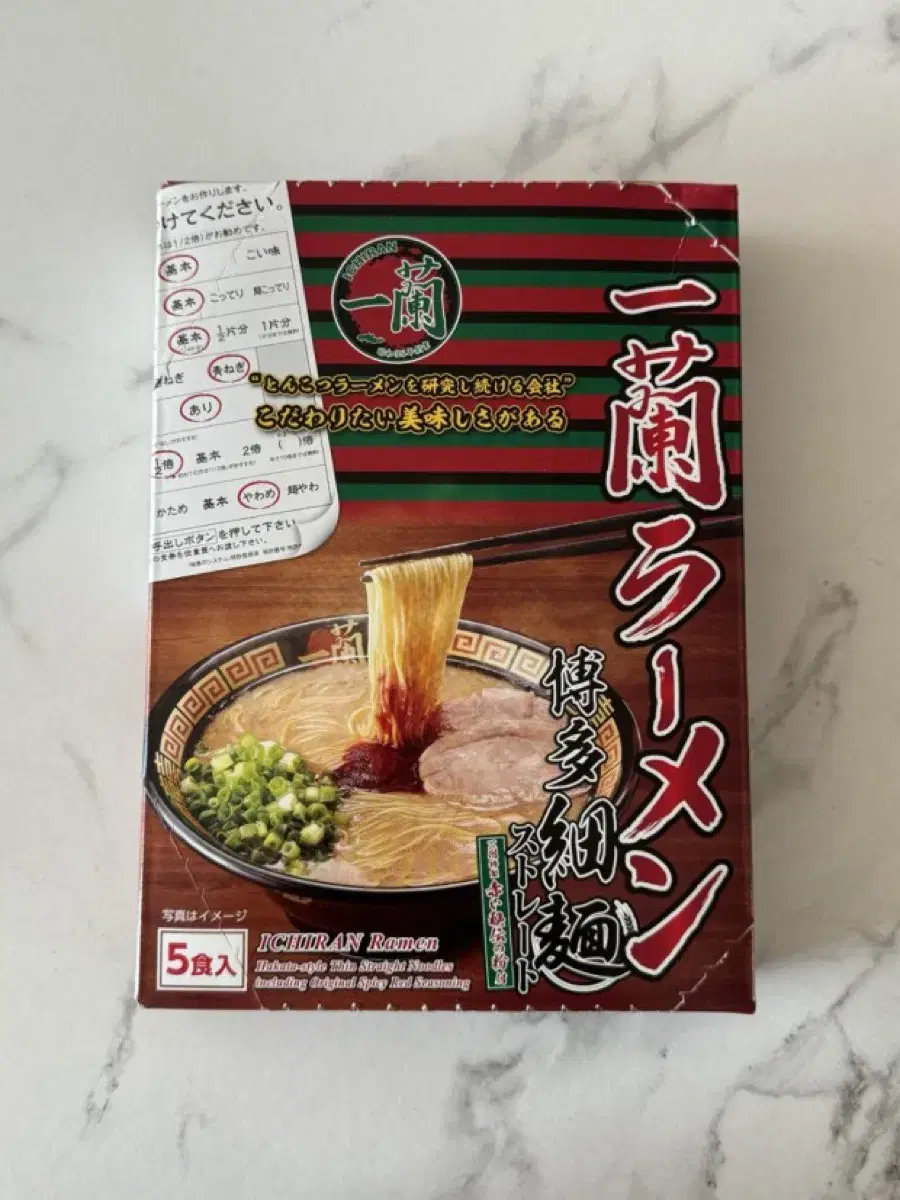 ーメンをお作りします。
けてください。
は1/2倍)がお勧めです。
基本 こい味
基本 こってり 超こってり
基本 1/2片分 1片分
ねぎ 青ねぎ
あり
1/2倍 基本 2倍 ( )倍
かため 基本 やわめ 超やわ
呼出しボタンを押して下さい
ICHIRAN
一蘭
“とんこつラーメンを研究し続ける会社”
こだわりたい美味しさがある
一蘭ラーメン
博多細麺
ストレート
一蘭
写真はイメージ
5食入
ICHIRAN Ramen
Hakata-style Thin Straight Noodles
including Original Spicy Red Seasoning